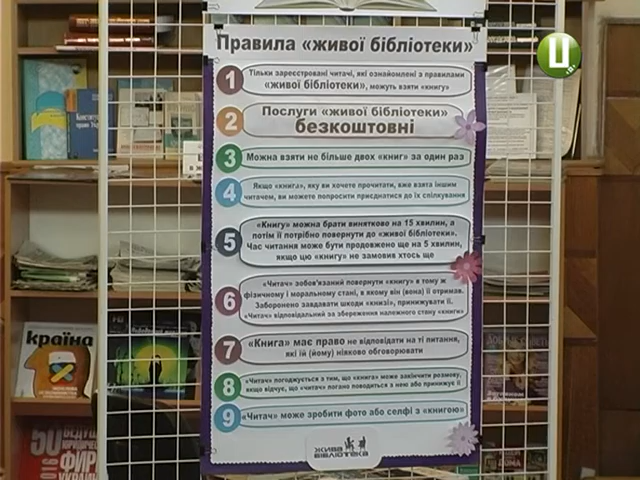 Правила «живої бібліотеки»
1
Тільки зареєстровані читачі, які ознайомлені з правилами
«живої бібліотеки», можуть взяти «книгу»
2
Послуги «живої бібліотеки»
безкоштовні
3
Можна взяти не більше двох «книг» за один раз
4
Якщо «книга», яку ви хочете прочитати, вже взята іншим
читачем, ви можете попросити приєднатися до їх спілкування
5
«Книгу» можна брати винятково на 15 хвилин, а
потім її потрібно повернути до «живої бібліотеки».
Час читання може бути продовжено ще на 5 хвилин,
якщо цю «книгу» не замовив хтось ще
6
«Читач» зобов'язаний повернути «книгу» в тому ж
фізичному і моральному стані, в якому він (вона) її отримав.
Заборонено завдавати шкоди «книзі», принижувати її.
«Читач» відповідальний за збереження належного стану «книги»
7
«Книга» має право не відповідати на ті питання,
які їй (йому) ніяково обговорювати
8
«Читач» погоджується з тим, що «книга» може закінчити розмову,
якщо відчує, що «читач» погано поводиться з нею або принижує її
9
«Читач» може зробити фото або селфі з «книгою»
ЖИВА
БІБЛІОТЕКА
Ц
країна
50
ФИР
2016